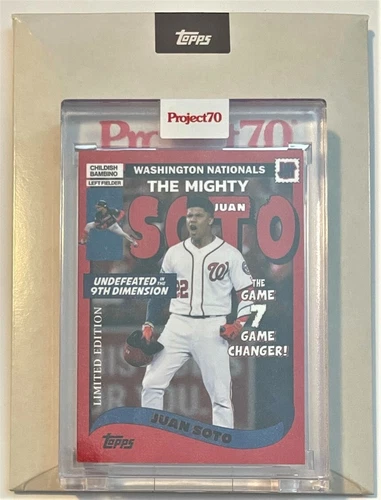 Topps
Project70
Project70
CHILDISH
BAMBINO
LEFT FIELDER
WASHINGTON NATIONALS
THE MIGHTY
JUAN
SOTO
UNDEFEATED IN THE
9TH DIMENSION
THE
GAME
7
GAME
CHANGER!
LIMITED EDITION
W
22
JUAN SOTO
Topps